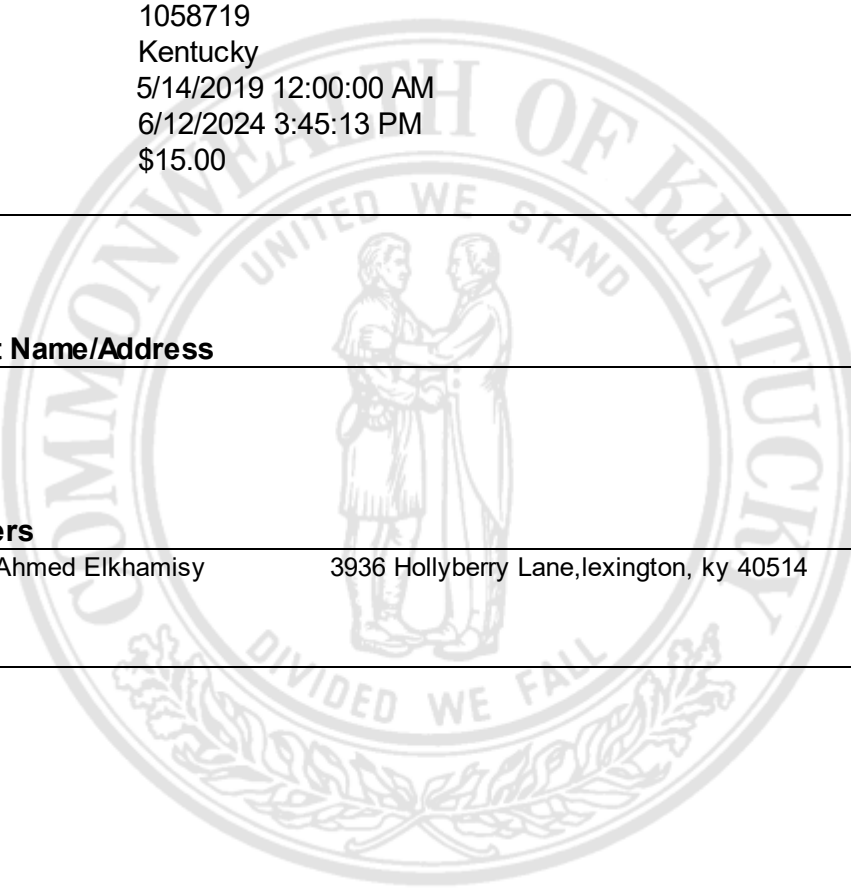 1058719
Kentucky
5/14/2019 12:00:00 AM
6/12/2024 3:45:13 PM
$15.00
COMMONWEALTH OF KENTUCKY
UNITED WE STAND
t Name/Address
ers
Ahmed Elkhamisy 3936 Hollyberry Lane,lexington, ky 40514
DIVIDED WE FALL